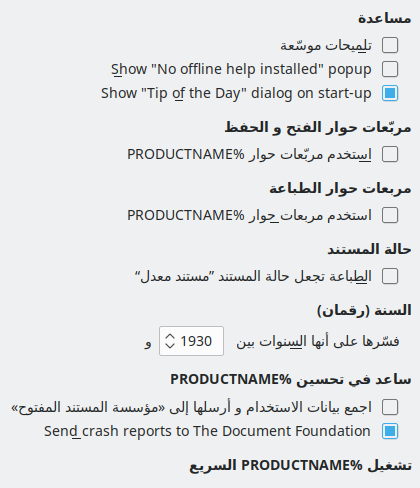 مساعدة
تلميحات موسّعة
Show "No offline help installed" popup
Show "Tip of the Day" dialog on start-up
مربّعات حوار الفتح و الحفظ
استخدم مربّعات حوار %PRODUCTNAME
مربعات حوار الطباعة
استخدم مربعات حوار %PRODUCTNAME
حالة المستند
الطباعة تجعل حالة المستند ”مستند معدل“
السنة (رقمان)
فسّرها على أنها السنوات بين 1930 و
ساعد في تحسين %PRODUCTNAME
اجمع بيانات الاستخدام و أرسلها إلى «مؤسسة المستند المفتوح»
Send crash reports to The Document Foundation
تشغيل %PRODUCTNAME السريع